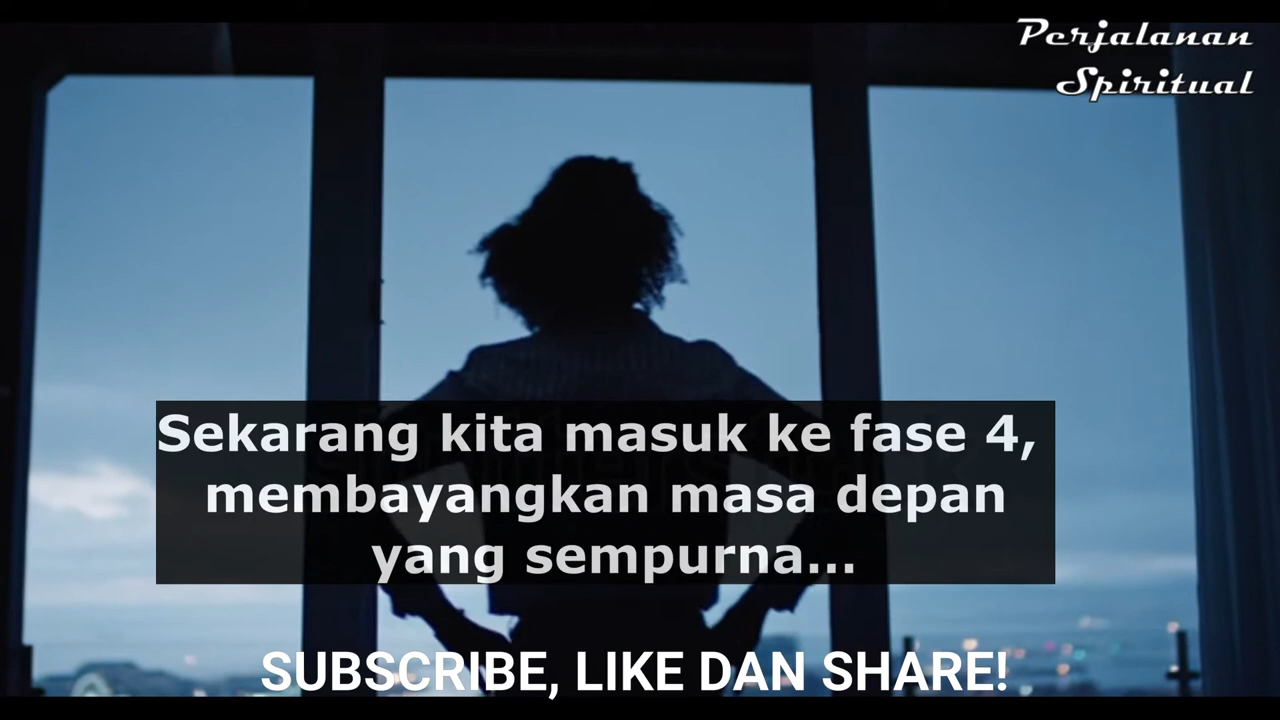 Perjalanan
Spiritual
Sekarang kita masuk ke fase 4,
membayangkan masa depan
yang sempurna...
SUBSCRIBE, LIKE DAN SHARE!